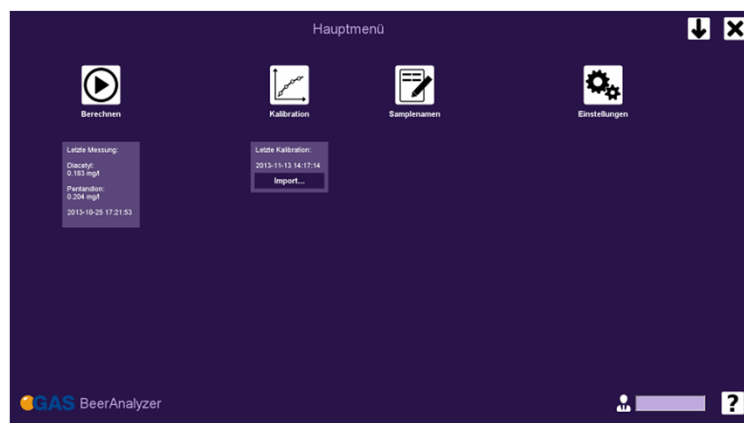 Hauptmenü
Berechnen
Kalibration
Samplenamen
Einstellungen
Letzte Messung:
Diacetyl:
0.183 mg/l
Pentandion:
0.204 mg/l
2013-10-25 17:21:53
Letzte Kalibration:
2013-11-13 14:17:14
Import...
GAS BeerAnalyzer
?